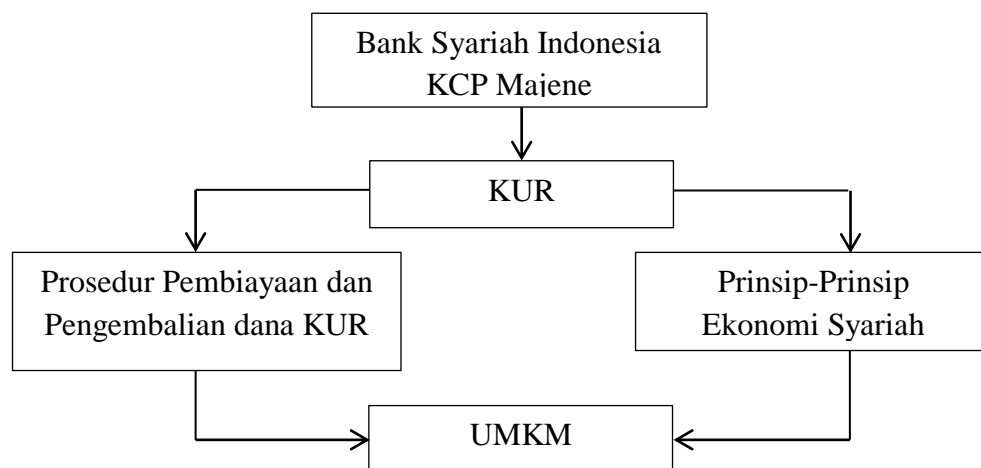 Bank Syariah Indonesia
KCP Majene
KUR
Prosedur Pembiayaan dan
Pengembalian dana KUR
Prinsip-Prinsip
Ekonomi Syariah
UMKM